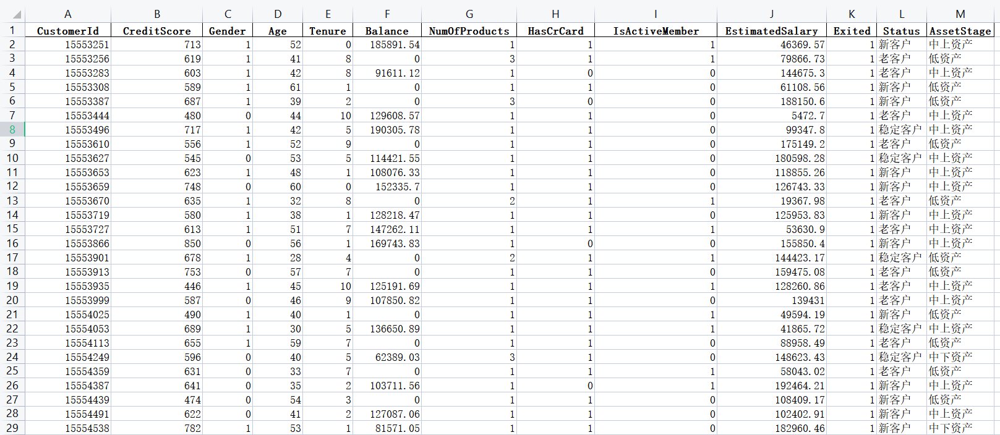 A B C D E F G H I J K L M
1 CustomerId CreditScore Gender Age Tenure Balance NumOfProducts HasCrCard IsActiveMember EstimatedSalary Exited Status AssetStage
2 15553251 713 1 52 0 185891.54 1 1 1 46369.57 1 新客户 中上资产
3 15553256 619 1 41 8 0 3 1 1 79866.73 1 老客户 低资产
4 15553283 603 1 42 8 91611.12 1 0 0 144675.3 1 老客户 中上资产
5 15553308 589 1 61 1 0 1 1 0 61108.56 1 新客户 低资产
6 15553387 687 1 39 2 0 3 0 0 188150.6 1 新客户 低资产
7 15553444 480 0 44 10 129608.57 1 1 0 5472.7 1 老客户 中上资产
8 15553496 717 1 42 5 190305.78 1 1 0 99347.8 1 稳定客户 中上资产
9 15553610 556 1 52 9 0 1 1 0 175149.2 1 老客户 低资产
10 15553627 545 0 53 5 114421.55 1 1 0 180598.28 1 稳定客户 中上资产
11 15553653 623 1 48 1 108076.33 1 1 0 118855.26 1 新客户 中上资产
12 15553659 748 0 60 0 152335.7 1 1 0 126743.33 1 新客户 中上资产
13 15553670 635 1 32 8 0 2 1 1 19367.98 1 老客户 低资产
14 15553719 580 1 38 1 128218.47 1 1 0 125953.83 1 新客户 中上资产
15 15553727 613 1 51 7 147262.11 1 1 1 53630.9 1 老客户 中上资产
16 15553866 850 0 56 1 169743.83 1 0 0 155850.4 1 新客户 中上资产
17 15553901 678 1 28 4 0 2 1 1 144423.17 1 稳定客户 低资产
18 15553913 753 0 57 7 0 1 1 0 159475.08 1 老客户 低资产
19 15553935 446 1 45 10 125191.69 1 1 1 128260.86 1 老客户 中上资产
20 15553999 587 0 46 9 107850.82 1 1 0 139431 1 老客户 中上资产
21 15554025 490 1 40 1 0 1 1 1 49594.19 1 新客户 低资产
22 15554053 689 1 30 5 136650.89 1 1 1 41865.72 1 稳定客户 中上资产
23 15554113 655 1 59 7 0 1 1 0 88958.49 1 老客户 低资产
24 15554249 596 0 40 5 62389.03 3 1 0 148623.43 1 稳定客户 中下资产
25 15554359 631 0 33 7 0 1 1 1 58043.02 1 老客户 低资产
26 15554387 641 0 35 2 103711.56 1 0 1 192464.21 1 新客户 中上资产
27 15554439 474 0 54 3 0 1 1 0 108409.17 1 新客户 低资产
28 15554491 622 0 41 2 127087.06 1 1 0 102402.91 1 新客户 中上资产
29 15554538 782 1 53 1 81571.05 1 1 0 182960.46 1 新客户 中下资产